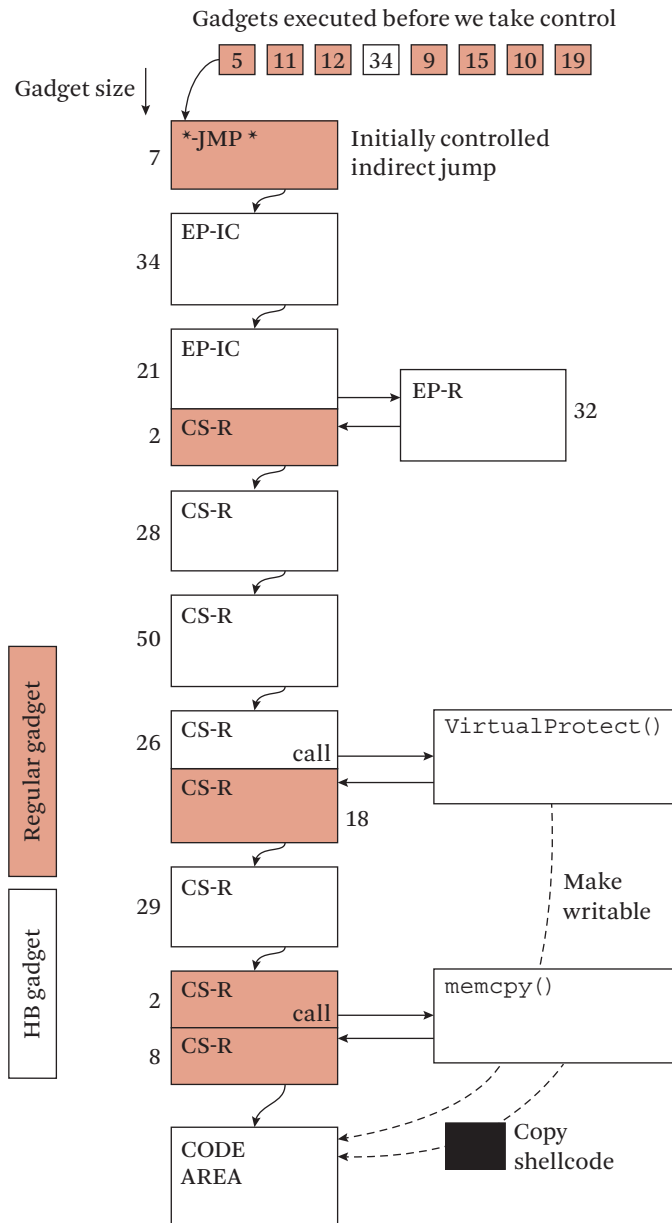 Gadgets executed before we take control
5 11 12 34 9 15 10 19
Gadget size
7
*-JMP *
Initially controlled
indirect jump
34
EP-IC
21
EP-IC
EP-R
32
2
CS-R
28
CS-R
50
CS-R
26
CS-R
call
VirtualProtect()
CS-R
18
Make
writable
29
CS-R
2
CS-R
call
memcpy()
8
CS-R
CODE
AREA
Copy
shellcode
Regular gadget
HB gadget